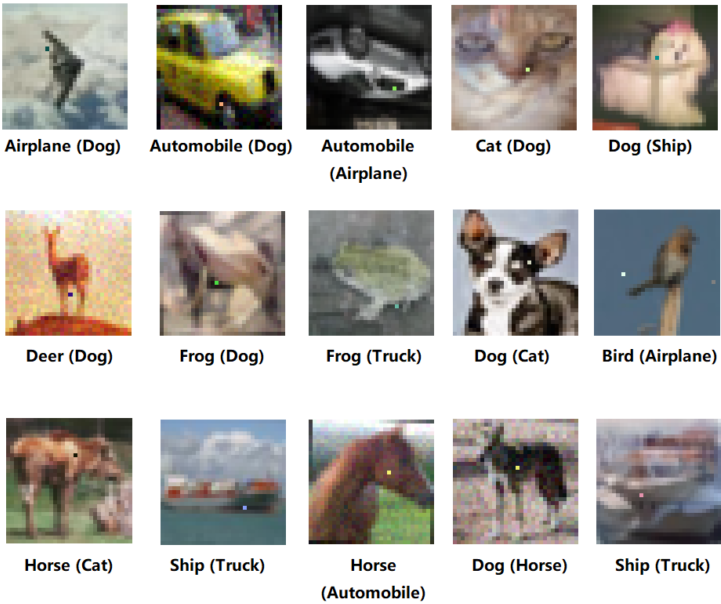 Airplane (Dog)
Automobile (Dog)
Automobile
(Airplane)
Cat (Dog)
Dog (Ship)
Deer (Dog)
Frog (Dog)
Frog (Truck)
Dog (Cat)
Bird (Airplane)
Horse (Cat)
Ship (Truck)
Horse
(Automobile)
Dog (Horse)
Ship (Truck)